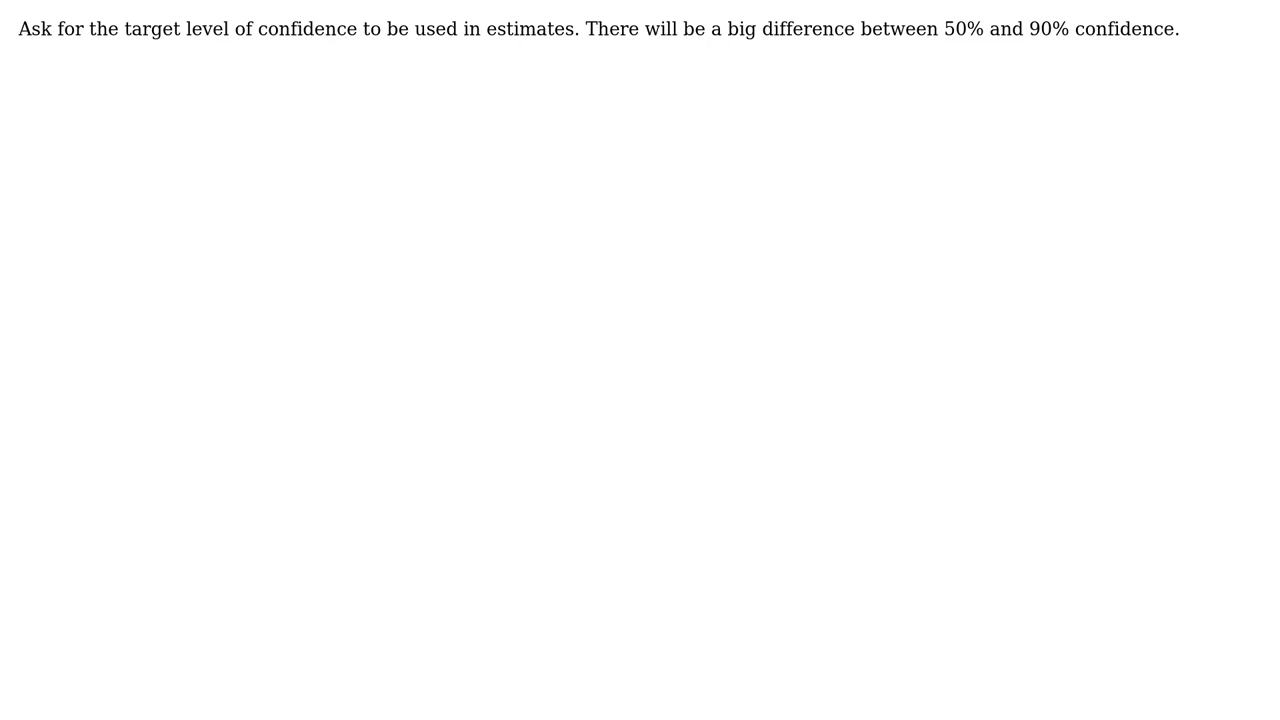 Ask for the target level of confidence to be used in estimates. There will be a big difference between 50% and 90% confidence.